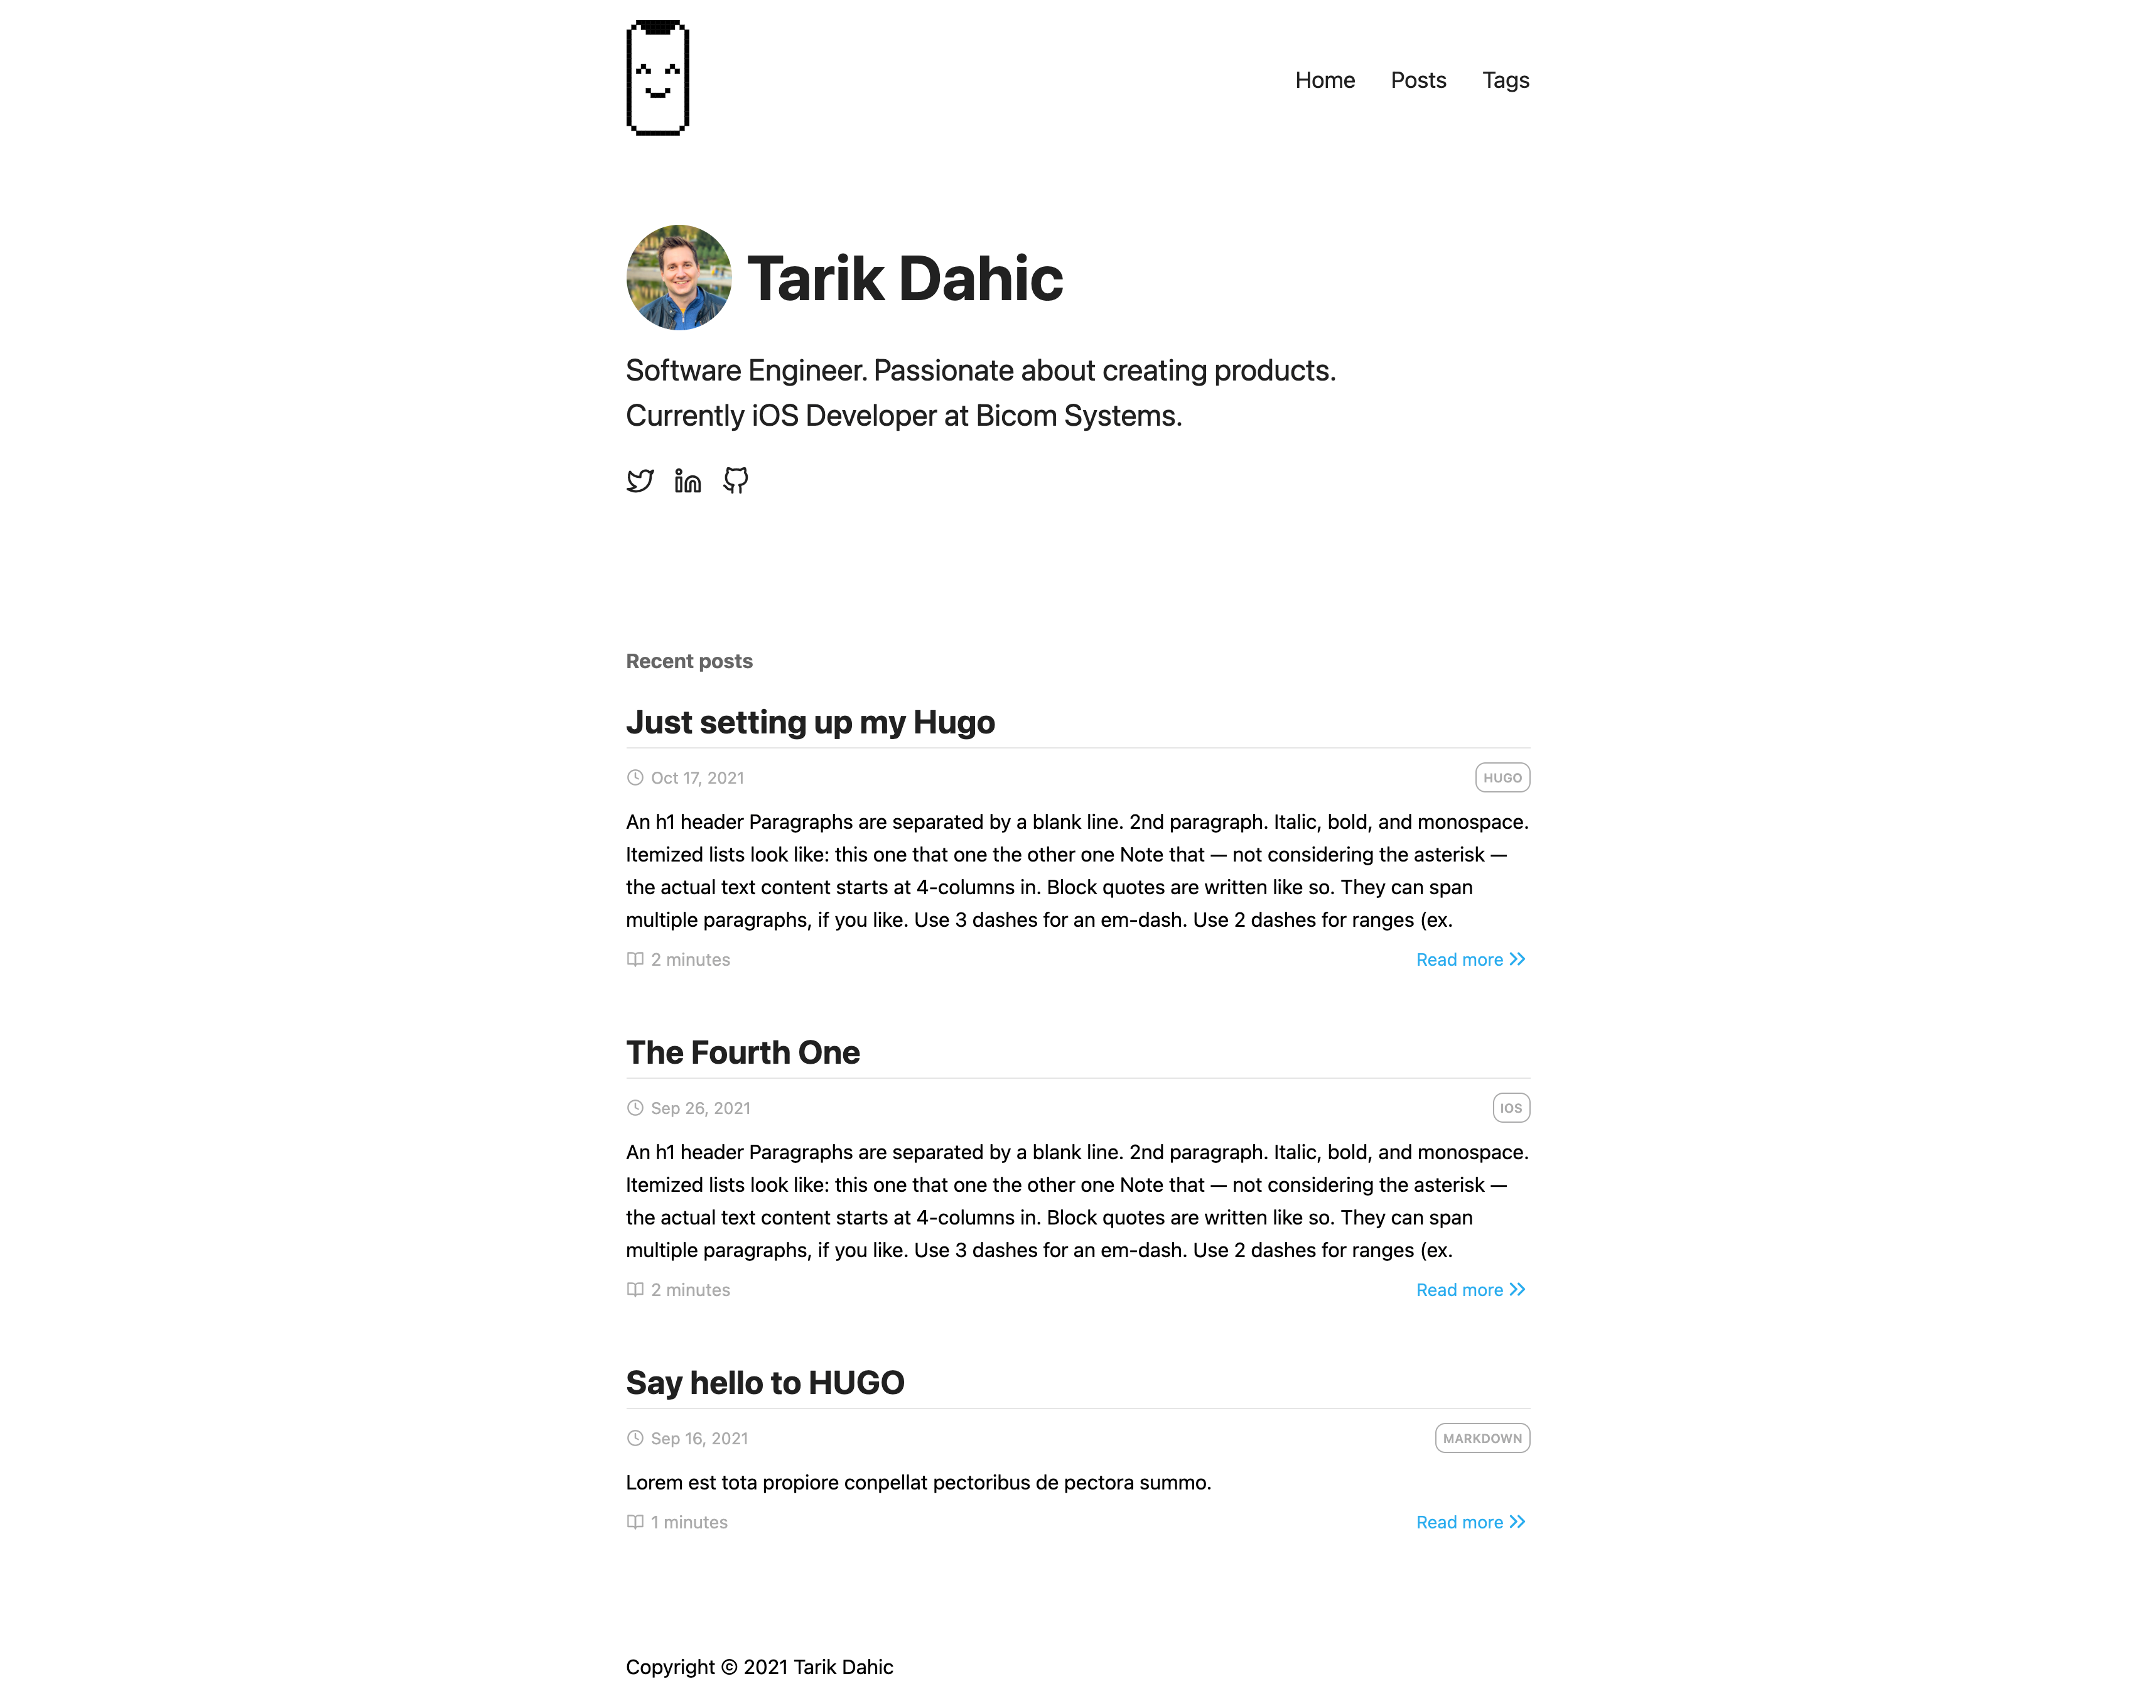 Home Posts Tags
Tarik Dahic
Software Engineer. Passionate about creating products.
Currently iOS Developer at Bicom Systems.
Recent posts
Just setting up my Hugo
Oct 17, 2021 HUGO
An h1 header Paragraphs are separated by a blank line. 2nd paragraph. Italic, bold, and monospace.
Itemized lists look like: this one that one the other one Note that — not considering the asterisk —
the actual text content starts at 4-columns in. Block quotes are written like so. They can span
multiple paragraphs, if you like. Use 3 dashes for an em-dash. Use 2 dashes for ranges (ex.
2 minutes Read more
The Fourth One
Sep 26, 2021 IOS
An h1 header Paragraphs are separated by a blank line. 2nd paragraph. Italic, bold, and monospace.
Itemized lists look like: this one that one the other one Note that — not considering the asterisk —
the actual text content starts at 4-columns in. Block quotes are written like so. They can span
multiple paragraphs, if you like. Use 3 dashes for an em-dash. Use 2 dashes for ranges (ex.
2 minutes Read more
Say hello to HUGO
Sep 16, 2021 MARKDOWN
Lorem est tota propiore conpellat pectoribus de pectora summo.
1 minutes Read more
Copyright © 2021 Tarik Dahic